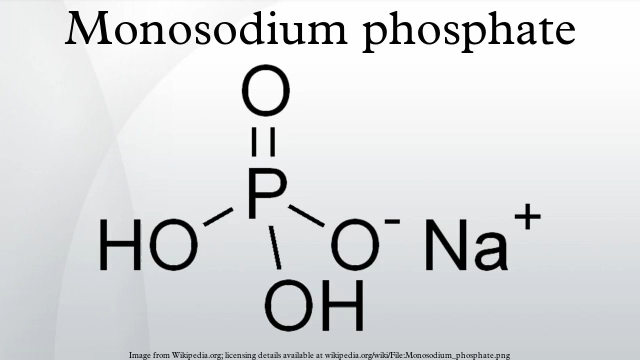 Monosodium phosphate
O
P
HO O⁻ Na⁺
OH
Image from Wikipedia.org; licensing details available at wikipedia.org/wiki/File:Monosodium_phosphate.png